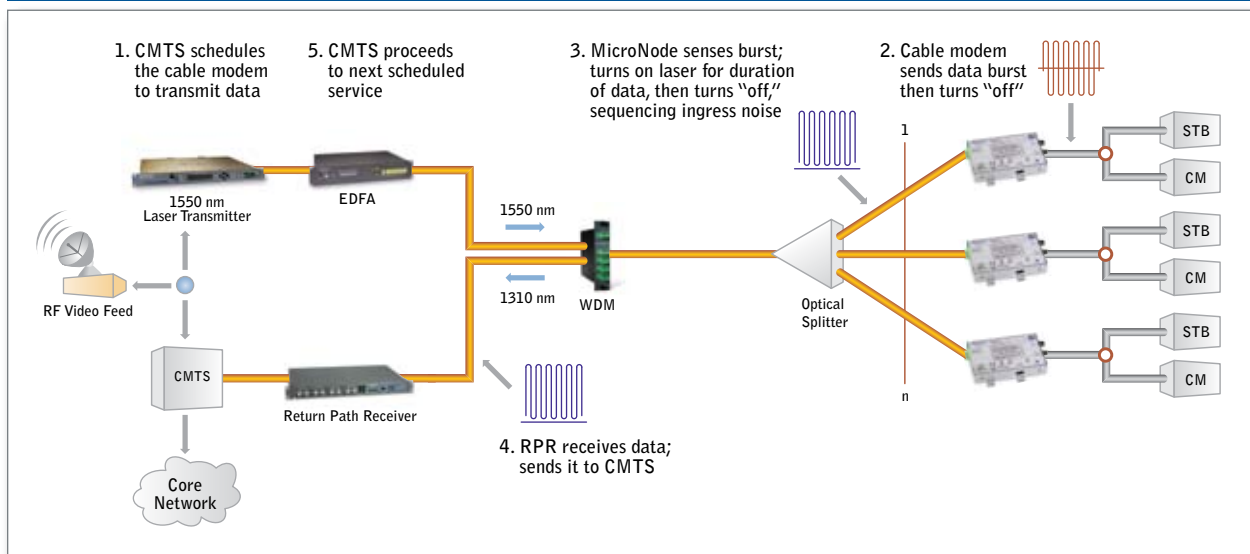 1. CMTS schedules
the cable modem
to transmit data
5. CMTS proceeds
to next scheduled
service
3. MicroNode senses burst;
turns on laser for duration
of data, then turns “off,”
sequencing ingress noise
2. Cable modem
sends data burst
then turns “off”
1550 nm
Laser Transmitter
EDFA
RF Video Feed
CMTS
Return Path Receiver
Core
Network
1550 nm
1310 nm
WDM
4. RPR receives data;
sends it to CMTS
Optical
Splitter
1
n
STB
CM
STB
CM
STB
CM